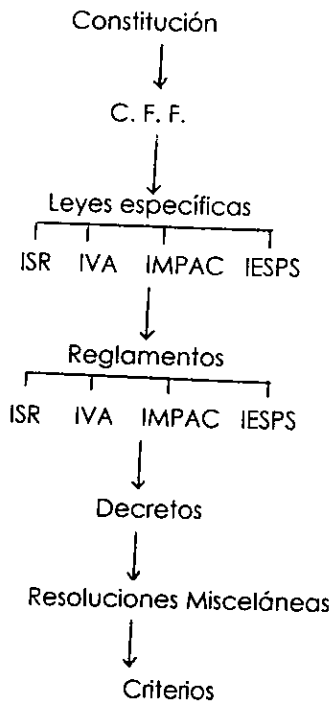 Constitución
C. F. F.
Leyes específicas
ISR IVA IMPAC IESPS
Reglamentos
ISR IVA IMPAC IESPS
Decretos
Resoluciones Misceláneas
Criterios